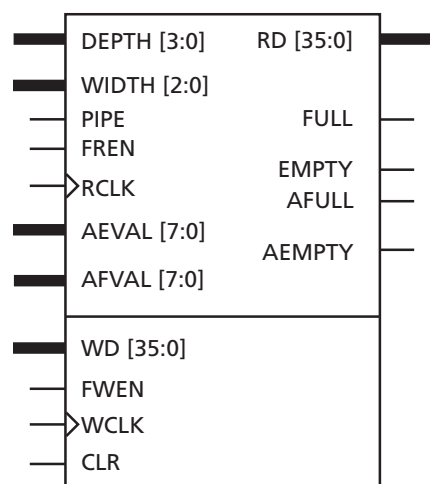 DEPTH [3:0] RD [35:0]
WIDTH [2:0]
PIPE FULL
FREN
EMPTY
RCLK AFULL
AEVAL [7:0]
AEMPTY
AFVAL [7:0]
WD [35:0]
FWEN
WCLK
CLR